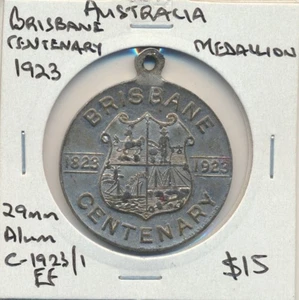 AUSTRALIA
BRISBANE
CENTENARY
MEDALLION
1923
BRISBANE
1823 1923
CENTENARY
29mm
Alum
C-1923/1
EF
$15